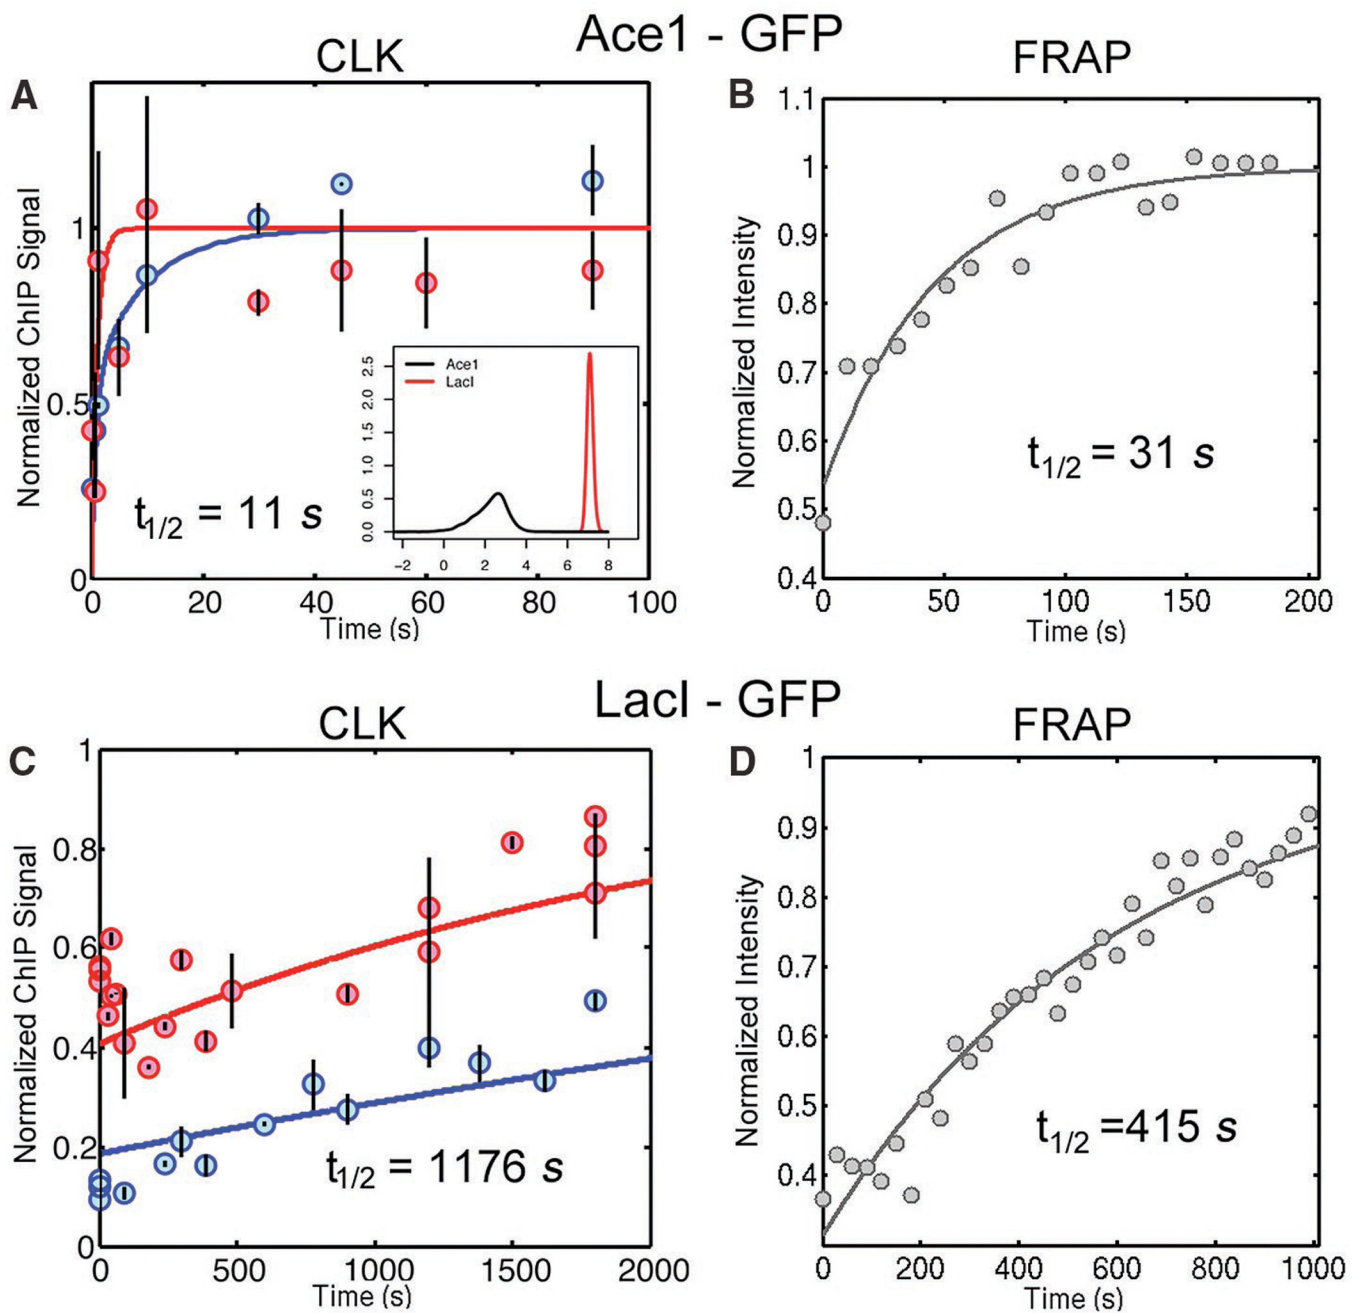 Ace1 - GFP
CLK
FRAP
A
Normalized ChIP Signal
1
0.5
0
t1/2 = 11 s
Ace1
LacI
2.5
2.0
1.5
1.0
0.5
0.0
−2 0 2 4 6 8
0 20 40 60 80 100
Time (s)
B
Normalized Intensity
1.1
1
0.9
0.8
0.7
0.6
0.5
0.4
t1/2 = 31 s
0 50 100 150 200
Time (s)
LacI - GFP
CLK
FRAP
C
Normalized ChIP Signal
1
0.8
0.6
0.4
0.2
0
t1/2 = 1176 s
0 500 1000 1500 2000
Time (s)
D
Normalized Intensity
1
0.9
0.8
0.7
0.6
0.5
0.4
t1/2 =415 s
0 200 400 600 800 1000
Time (s)